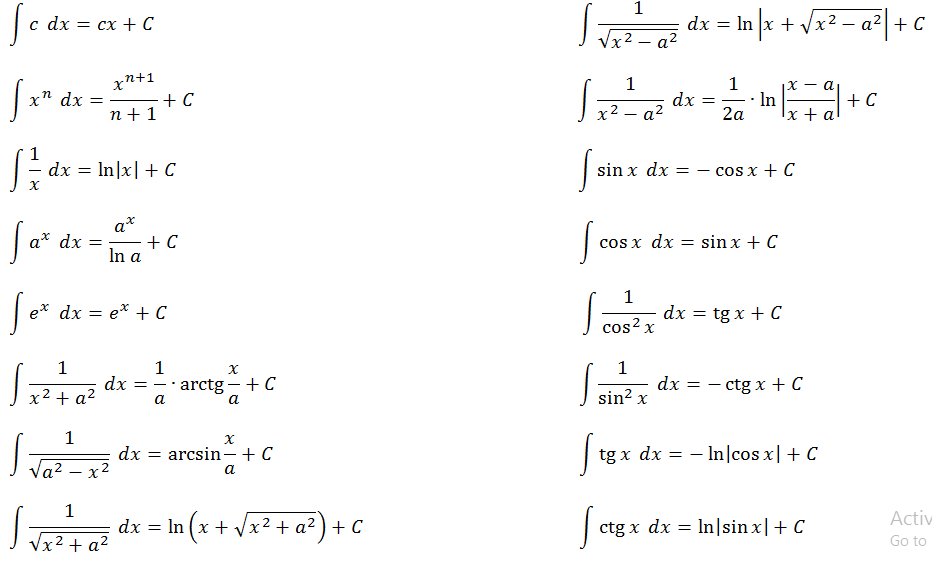 ∫ c dx = cx + C
∫ xⁿ dx = xⁿ⁺¹/(n + 1) + C
∫ 1/x dx = ln|x| + C
∫ aˣ dx = aˣ/ln a + C
∫ eˣ dx = eˣ + C
∫ 1/(x² + a²) dx = 1/a · arctg x/a + C
∫ 1/√(a² − x²) dx = arcsin x/a + C
∫ 1/√(x² + a²) dx = ln(x + √(x² + a²)) + C
∫ 1/√(x² − a²) dx = ln|x + √(x² − a²)| + C
∫ 1/(x² − a²) dx = 1/2a · ln|(x − a)/(x + a)| + C
∫ sin x dx = − cos x + C
∫ cos x dx = sin x + C
∫ 1/cos² x dx = tg x + C
∫ 1/sin² x dx = − ctg x + C
∫ tg x dx = − ln|cos x| + C
∫ ctg x dx = ln|sin x| + C
Activ
Go to